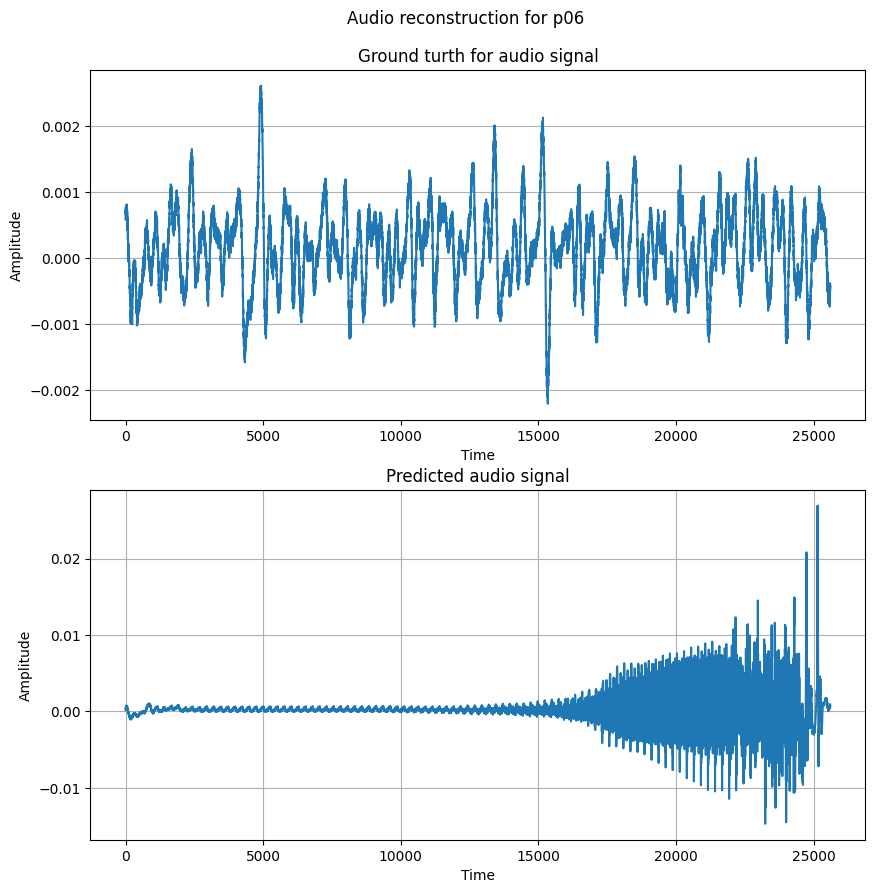 Audio reconstruction for p06
Ground turth for audio signal
Amplitude
0.002
0.001
0.000
−0.001
−0.002
0 5000 10000 15000 20000 25000
Time
Predicted audio signal
Amplitude
0.02
0.01
0.00
−0.01
0 5000 10000 15000 20000 25000
Time